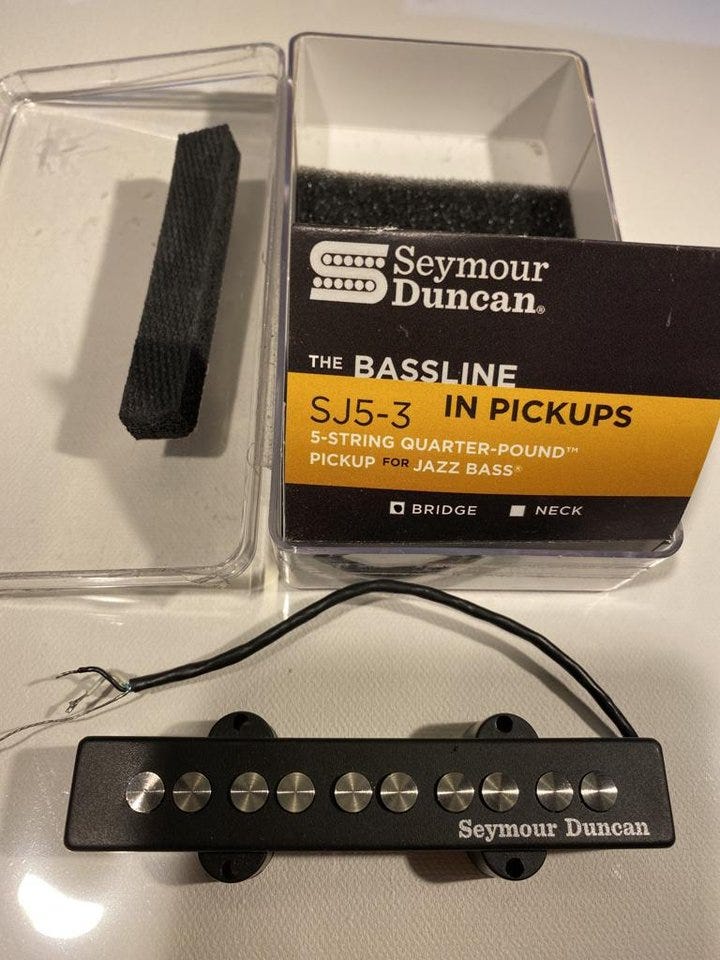 Seymour
Duncan®
THE BASSLINE
IN PICKUPS
SJ5-3
5-STRING QUARTER-POUND™
PICKUP FOR JAZZ BASS®
BRIDGE NECK
Seymour Duncan